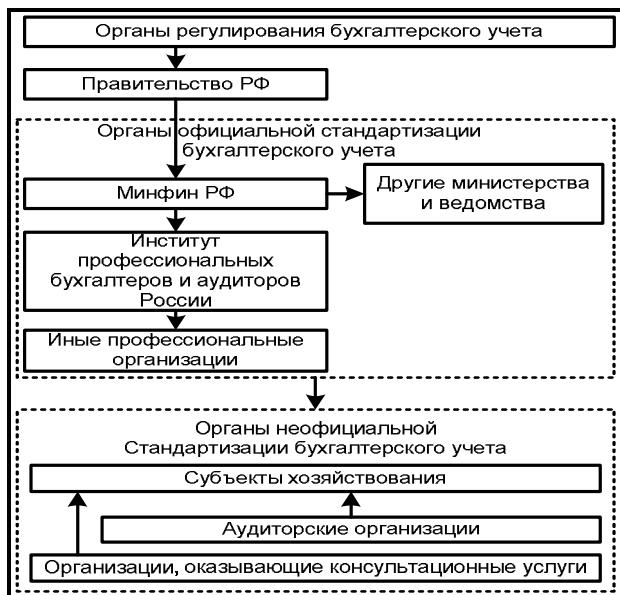 Органы регулирования бухгалтерского учета
Правительство РФ
Органы официальной стандартизации
бухгалтерского учета
Минфин РФ
Другие министерства
и ведомства
Институт
профессиональных
бухгалтеров и аудиторов
России
Иные профессиональные
организации
Органы неофициальной
Стандартизации бухгалтерского учета
Субъекты хозяйствования
Аудиторские организации
Организации, оказывающие консультационные услуги